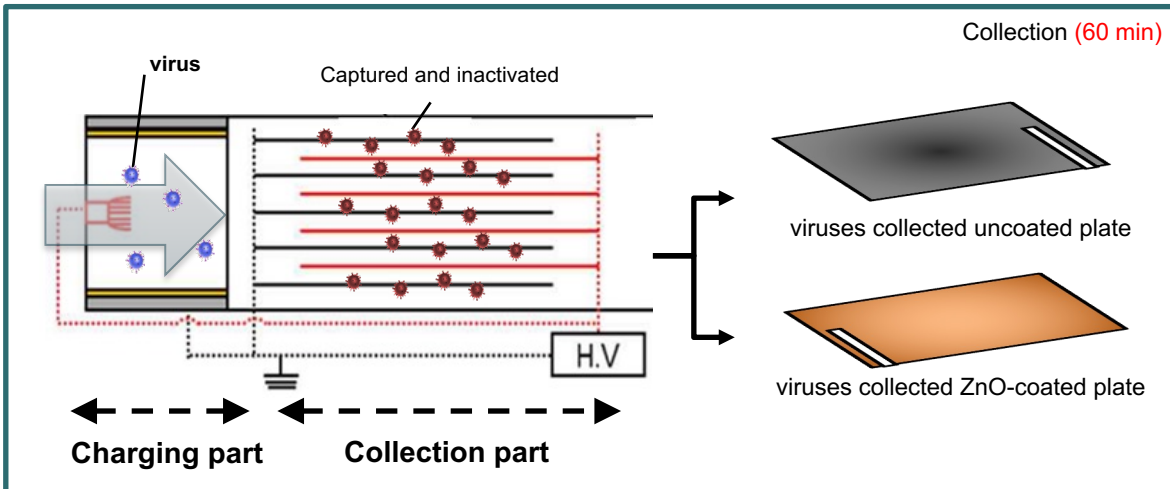 Collection (60 min)
virus
Captured and inactivated
viruses collected uncoated plate
H.V
viruses collected ZnO-coated plate
Charging part
Collection part